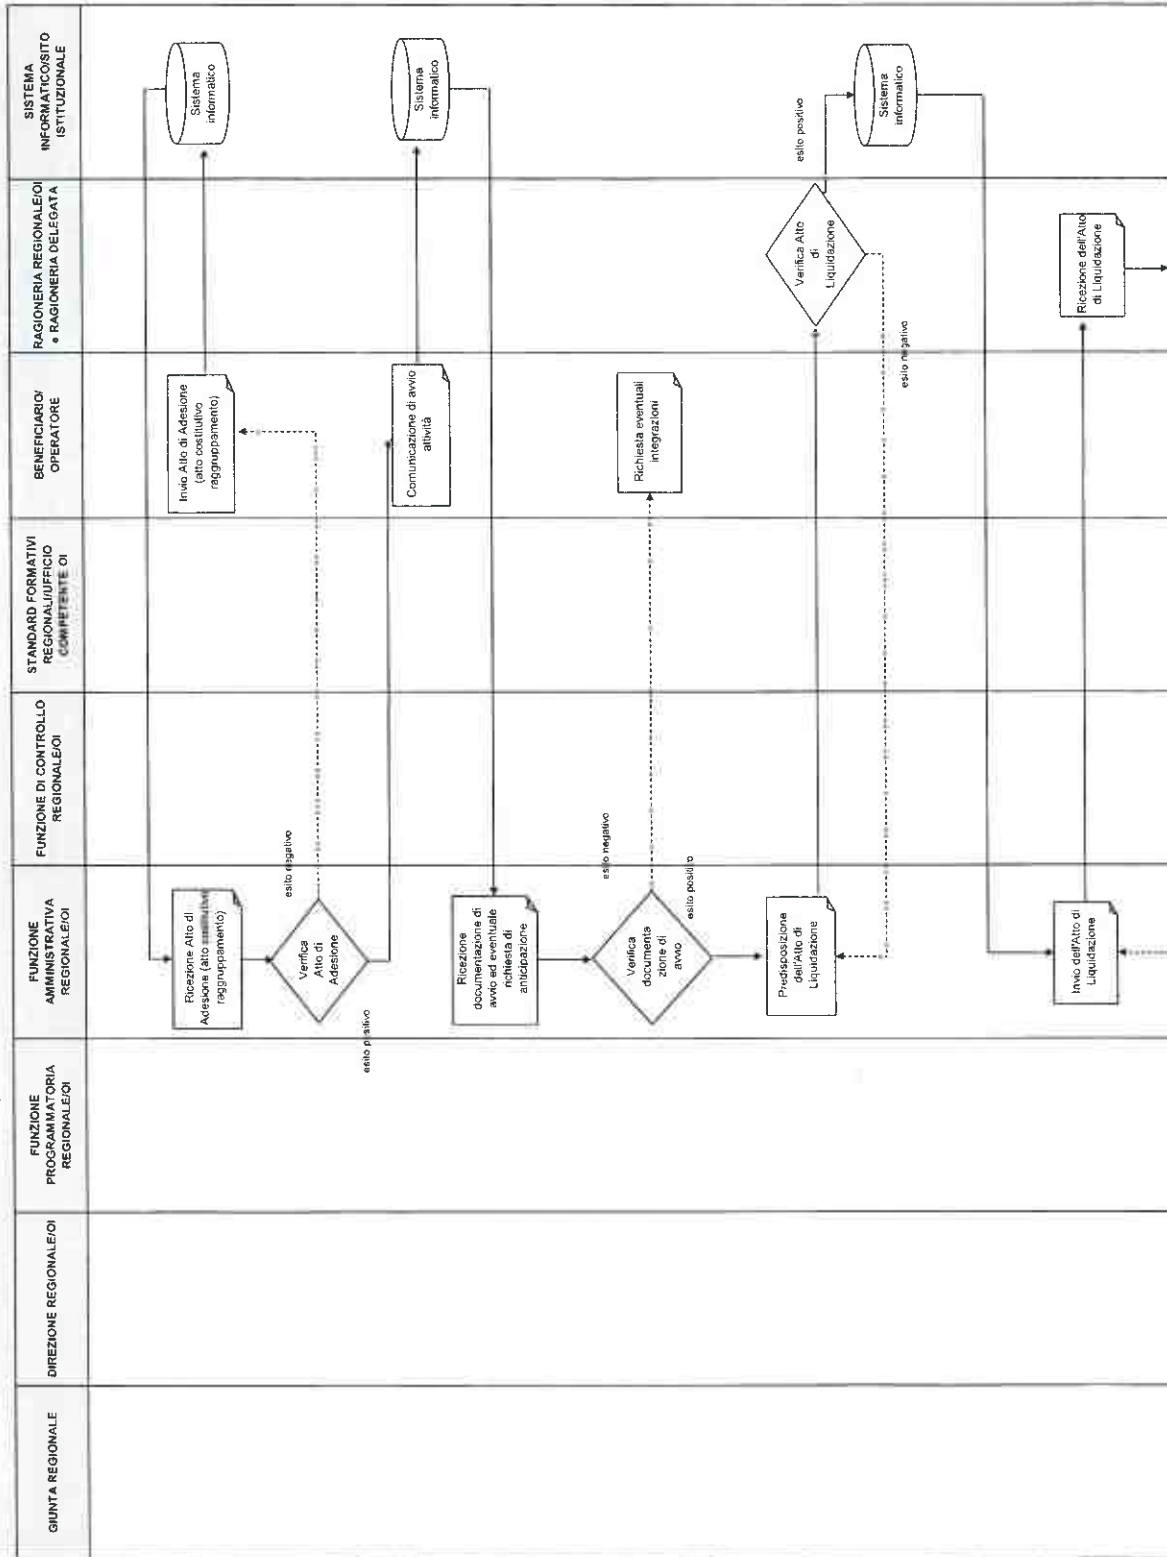 GIUNTA REGIONALE
DIREZIONE REGIONALE/OI
FUNZIONE
PROGRAMMATORIA
REGIONALE/OI
FUNZIONE
AMMINISTRATIVA
REGIONALE/OI
FUNZIONE DI CONTROLLO
REGIONALE/OI
STANDARD FORMATIVI
REGIONALI/UFFICIO
COMPETENTE OI
BENEFICIARIO/
OPERATORE
RAGIONERIA REGIONALE/OI
e RAGIONERIA DELEGATA
SISTEMA
INFORMATICO/SITO
ISTITUZIONALE
Invio Atto di Adesione
(atto costitutivo
raggruppamento)
Sistema
informatico
Ricezione Atto di
Adesione (atto costitutivo
raggruppamento)
Verifica
Atto di
Adesione
esito negativo
esito positivo
Comunicazione di avvio
attività
Sistema
informatico
Ricezione
documentazione di
avvio ed eventuale
richiesta di
anticipazione
Verifica
documenta
zione di
avvio
esito negativo
esito positivo
Richiesta eventuali
integrazioni
Predisposizione
dell'Atto di
Liquidazione
Verifica Atto
di
Liquidazione
esito positivo
esito negativo
Sistema
informatico
Invio dell'Atto di
Liquidazione
Ricezione dell'Atto
di Liquidazione